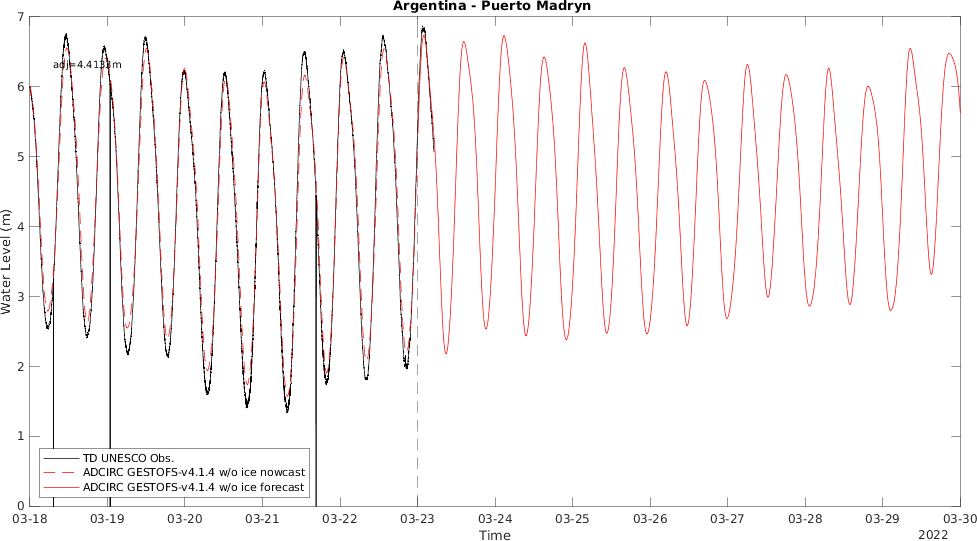 Argentina - Puerto Madryn
7
6
5
4
3
2
1
0
Water Level (m)
adj=4.4133m
TD UNESCO Obs.
ADCIRC GESTOFS-v4.1.4 w/o ice nowcast
ADCIRC GESTOFS-v4.1.4 w/o ice forecast
03-18 03-19 03-20 03-21 03-22 03-23 03-24 03-25 03-26 03-27 03-28 03-29 03-30
Time
2022